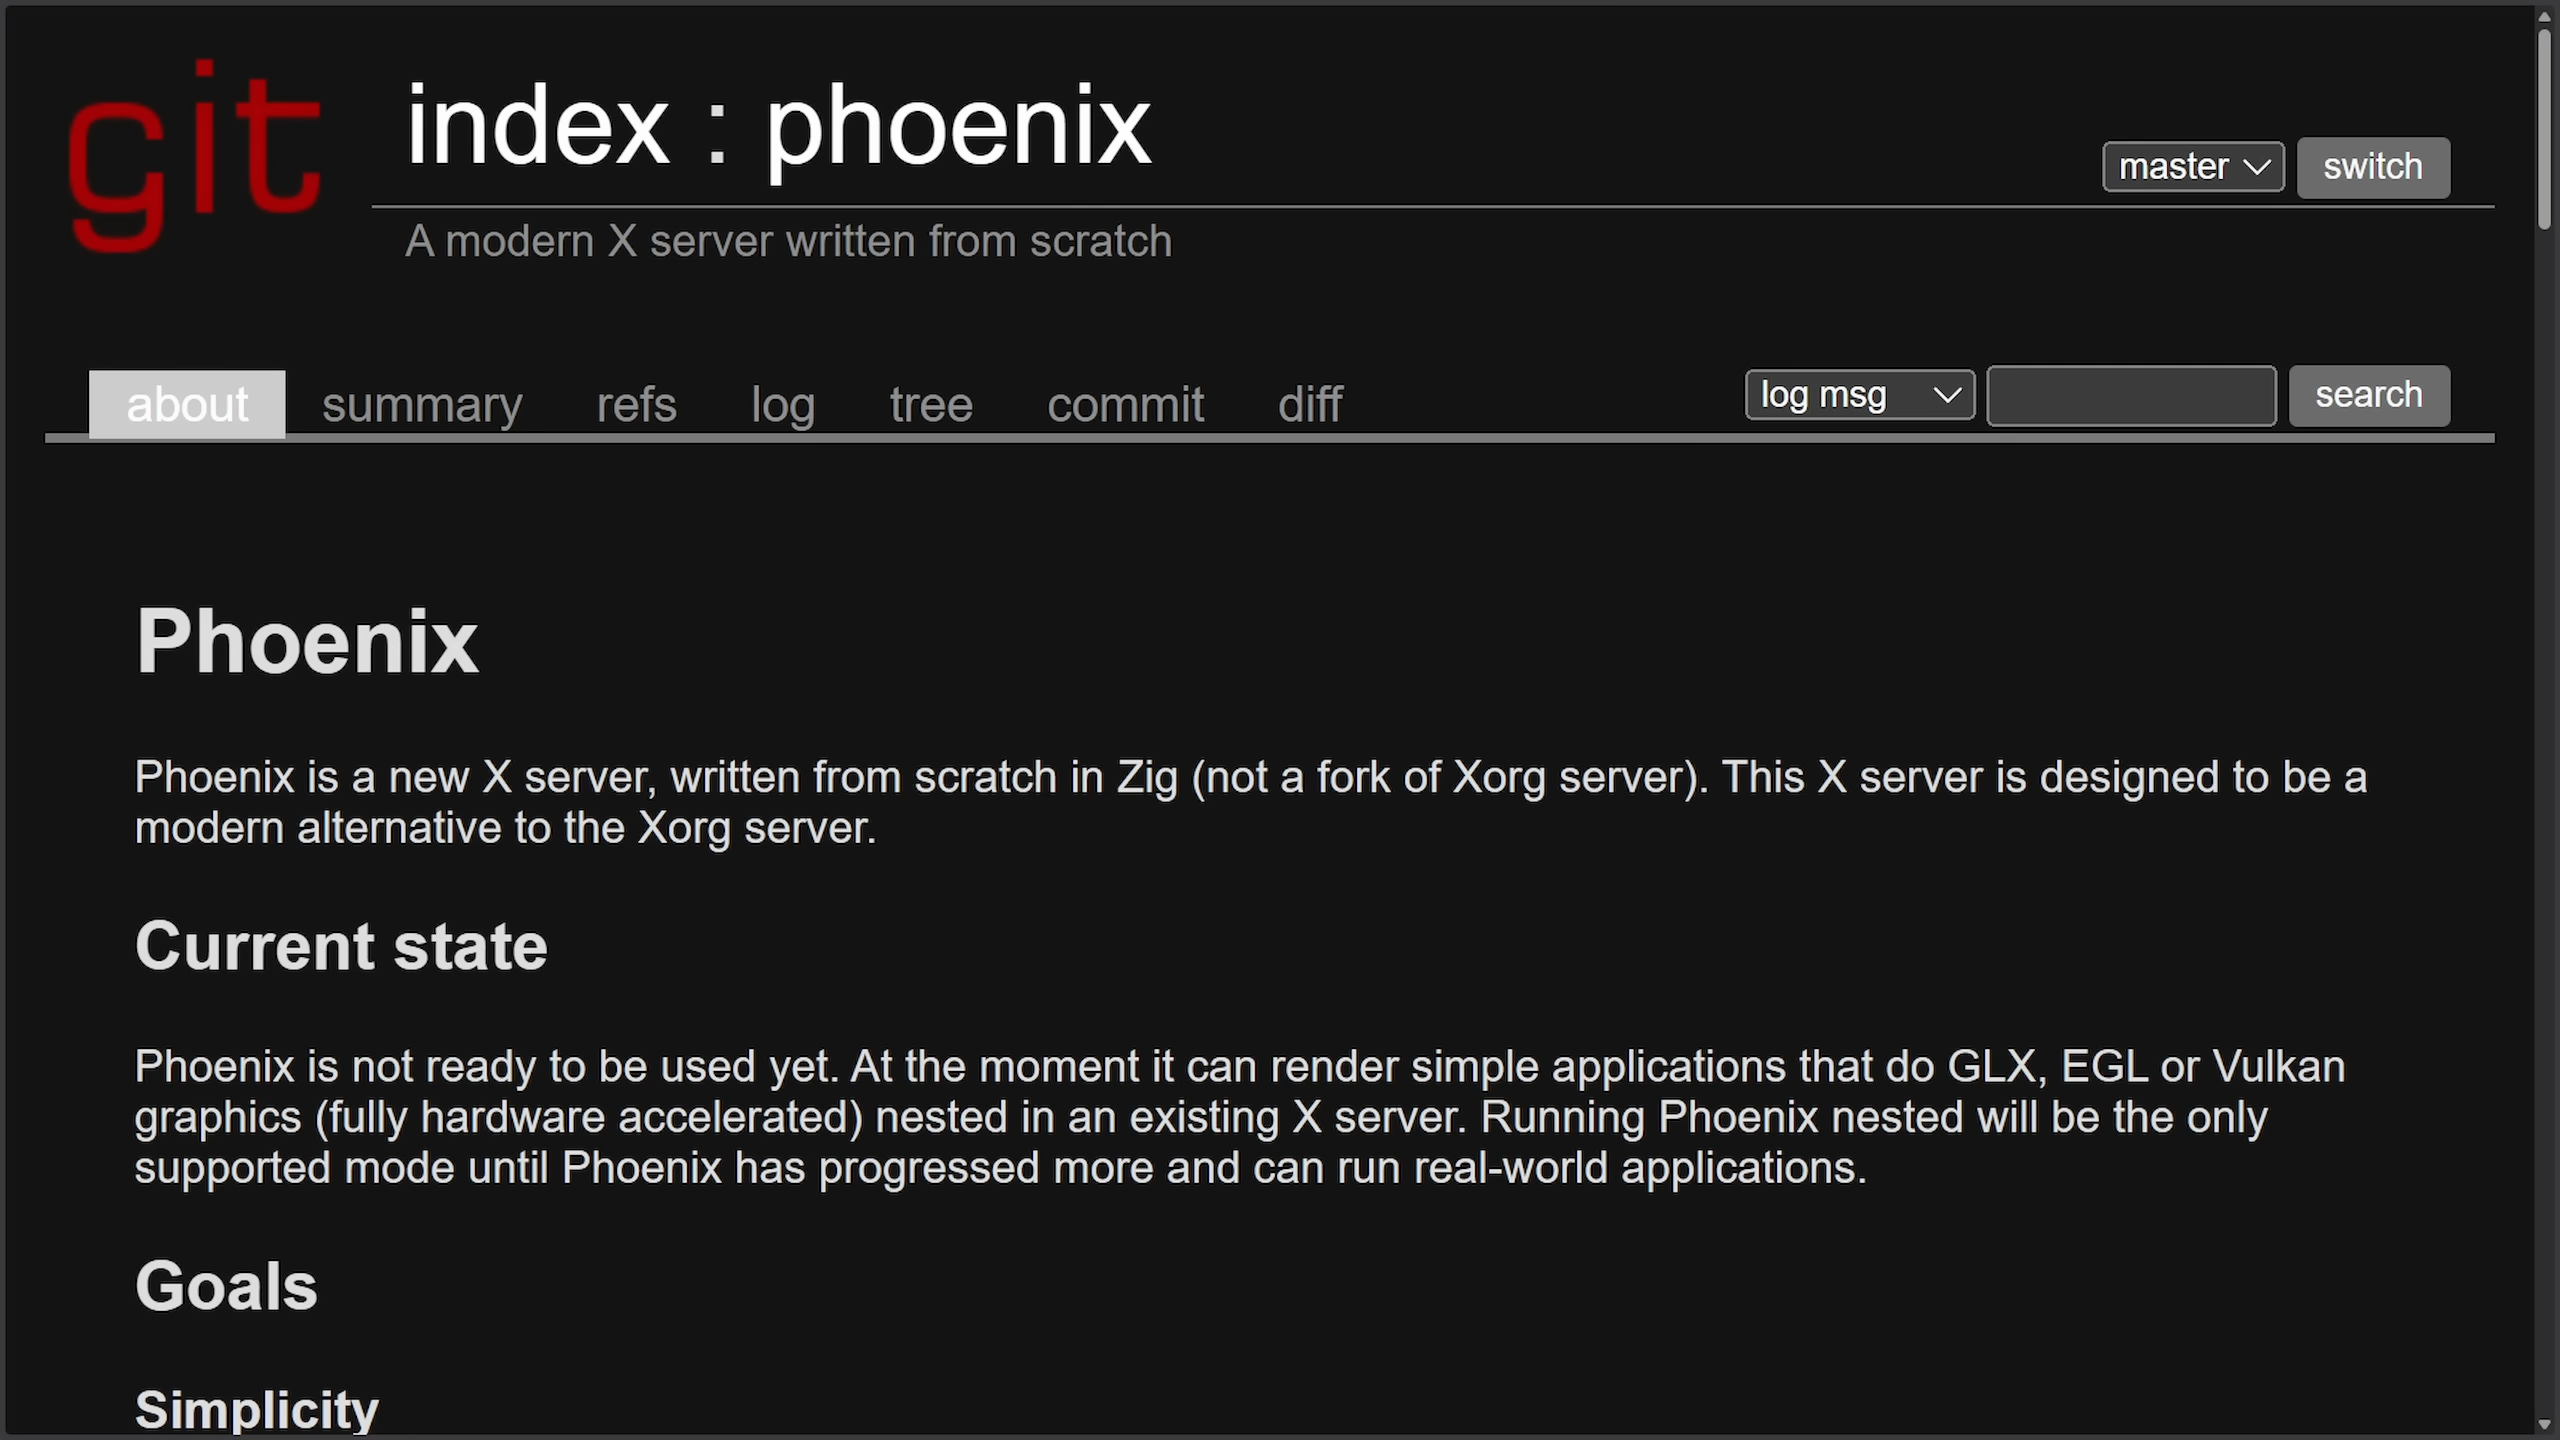 git
index : phoenix
master
switch
A modern X server written from scratch
about
summary
refs
log
tree
commit
diff
log msg
search
Phoenix
Phoenix is a new X server, written from scratch in Zig (not a fork of Xorg server). This X server is designed to be a
modern alternative to the Xorg server.
Current state
Phoenix is not ready to be used yet. At the moment it can render simple applications that do GLX, EGL or Vulkan
graphics (fully hardware accelerated) nested in an existing X server. Running Phoenix nested will be the only
supported mode until Phoenix has progressed more and can run real-world applications.
Goals
Simplicity